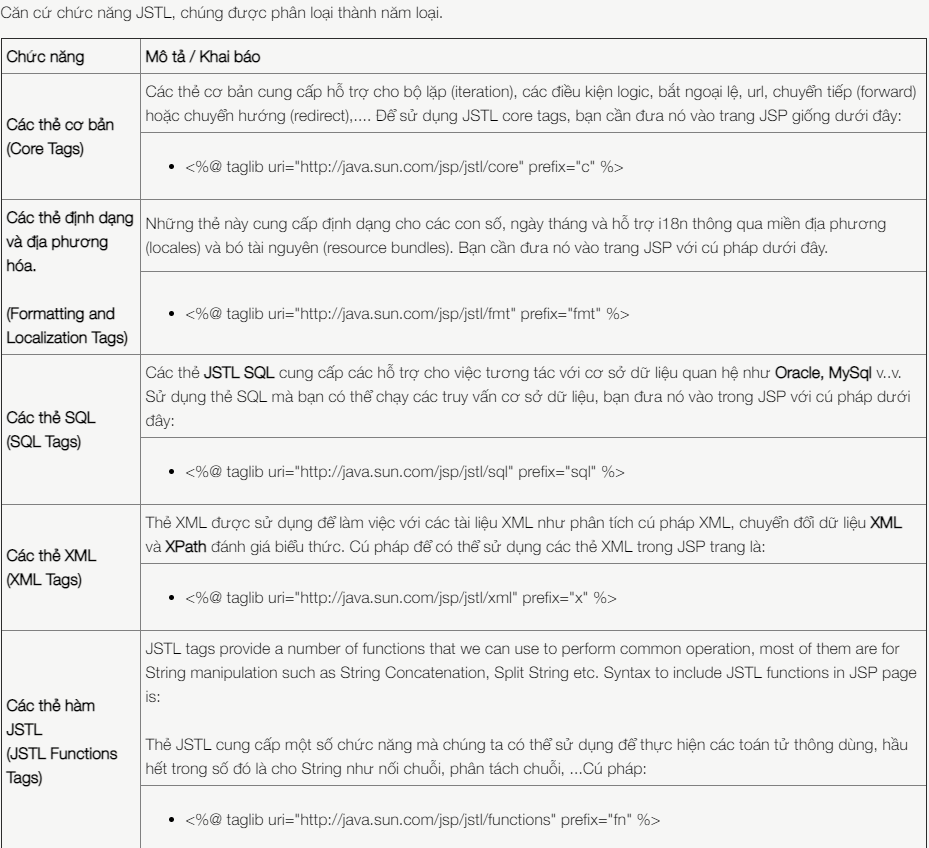 Căn cứ chức năng JSTL, chúng được phân loại thành năm loại.
Chức năng
Mô tả / Khai báo
Các thẻ cơ bản
(Core Tags)
Các thẻ cơ bản cung cấp hỗ trợ cho bộ lặp (iteration), các điều kiện logic, bắt ngoại lệ, url, chuyển tiếp (forward)
hoặc chuyển hướng (redirect),.... Để sử dụng JSTL core tags, bạn cần đưa nó vào trang JSP giống dưới đây:
• <%@ taglib uri="http://java.sun.com/jsp/jstl/core" prefix="c" %>
Các thẻ định dạng
và địa phương
hóa.
(Formatting and
Localization Tags)
Những thẻ này cung cấp định dạng cho các con số, ngày tháng và hỗ trợ i18n thông qua miền địa phương
(locales) và bó tài nguyên (resource bundles). Bạn cần đưa nó vào trang JSP với cú pháp dưới đây.
• <%@ taglib uri="http://java.sun.com/jsp/jstl/fmt" prefix="fmt" %>
Các thẻ SQL
(SQL Tags)
Các thẻ JSTL SQL cung cấp các hỗ trợ cho việc tương tác với cơ sở dữ liệu quan hệ như Oracle, MySql v..v.
Sử dụng thẻ SQL mà bạn có thể chạy các truy vấn cơ sở dữ liệu, bạn đưa nó vào trong JSP với cú pháp dưới
đây:
• <%@ taglib uri="http://java.sun.com/jsp/jstl/sql" prefix="sql" %>
Các thẻ XML
(XML Tags)
Thẻ XML được sử dụng để làm việc với các tài liệu XML như phân tích cú pháp XML, chuyển đổi dữ liệu XML
và XPath đánh giá biểu thức. Cú pháp để có thể sử dụng các thẻ XML trong JSP trang là:
• <%@ taglib uri="http://java.sun.com/jsp/jstl/xml" prefix="x" %>
Các thẻ hàm
JSTL
(JSTL Functions
Tags)
JSTL tags provide a number of functions that we can use to perform common operation, most of them are for
String manipulation such as String Concatenation, Split String etc. Syntax to include JSTL functions in JSP page
is:
Thẻ JSTL cung cấp một số chức năng mà chúng ta có thể sử dụng để thực hiện các toán tử thông dùng, hầu
hết trong số đó là cho String như nối chuỗi, phân tách chuỗi, ...Cú pháp:
• <%@ taglib uri="http://java.sun.com/jsp/jstl/functions" prefix="fn" %>